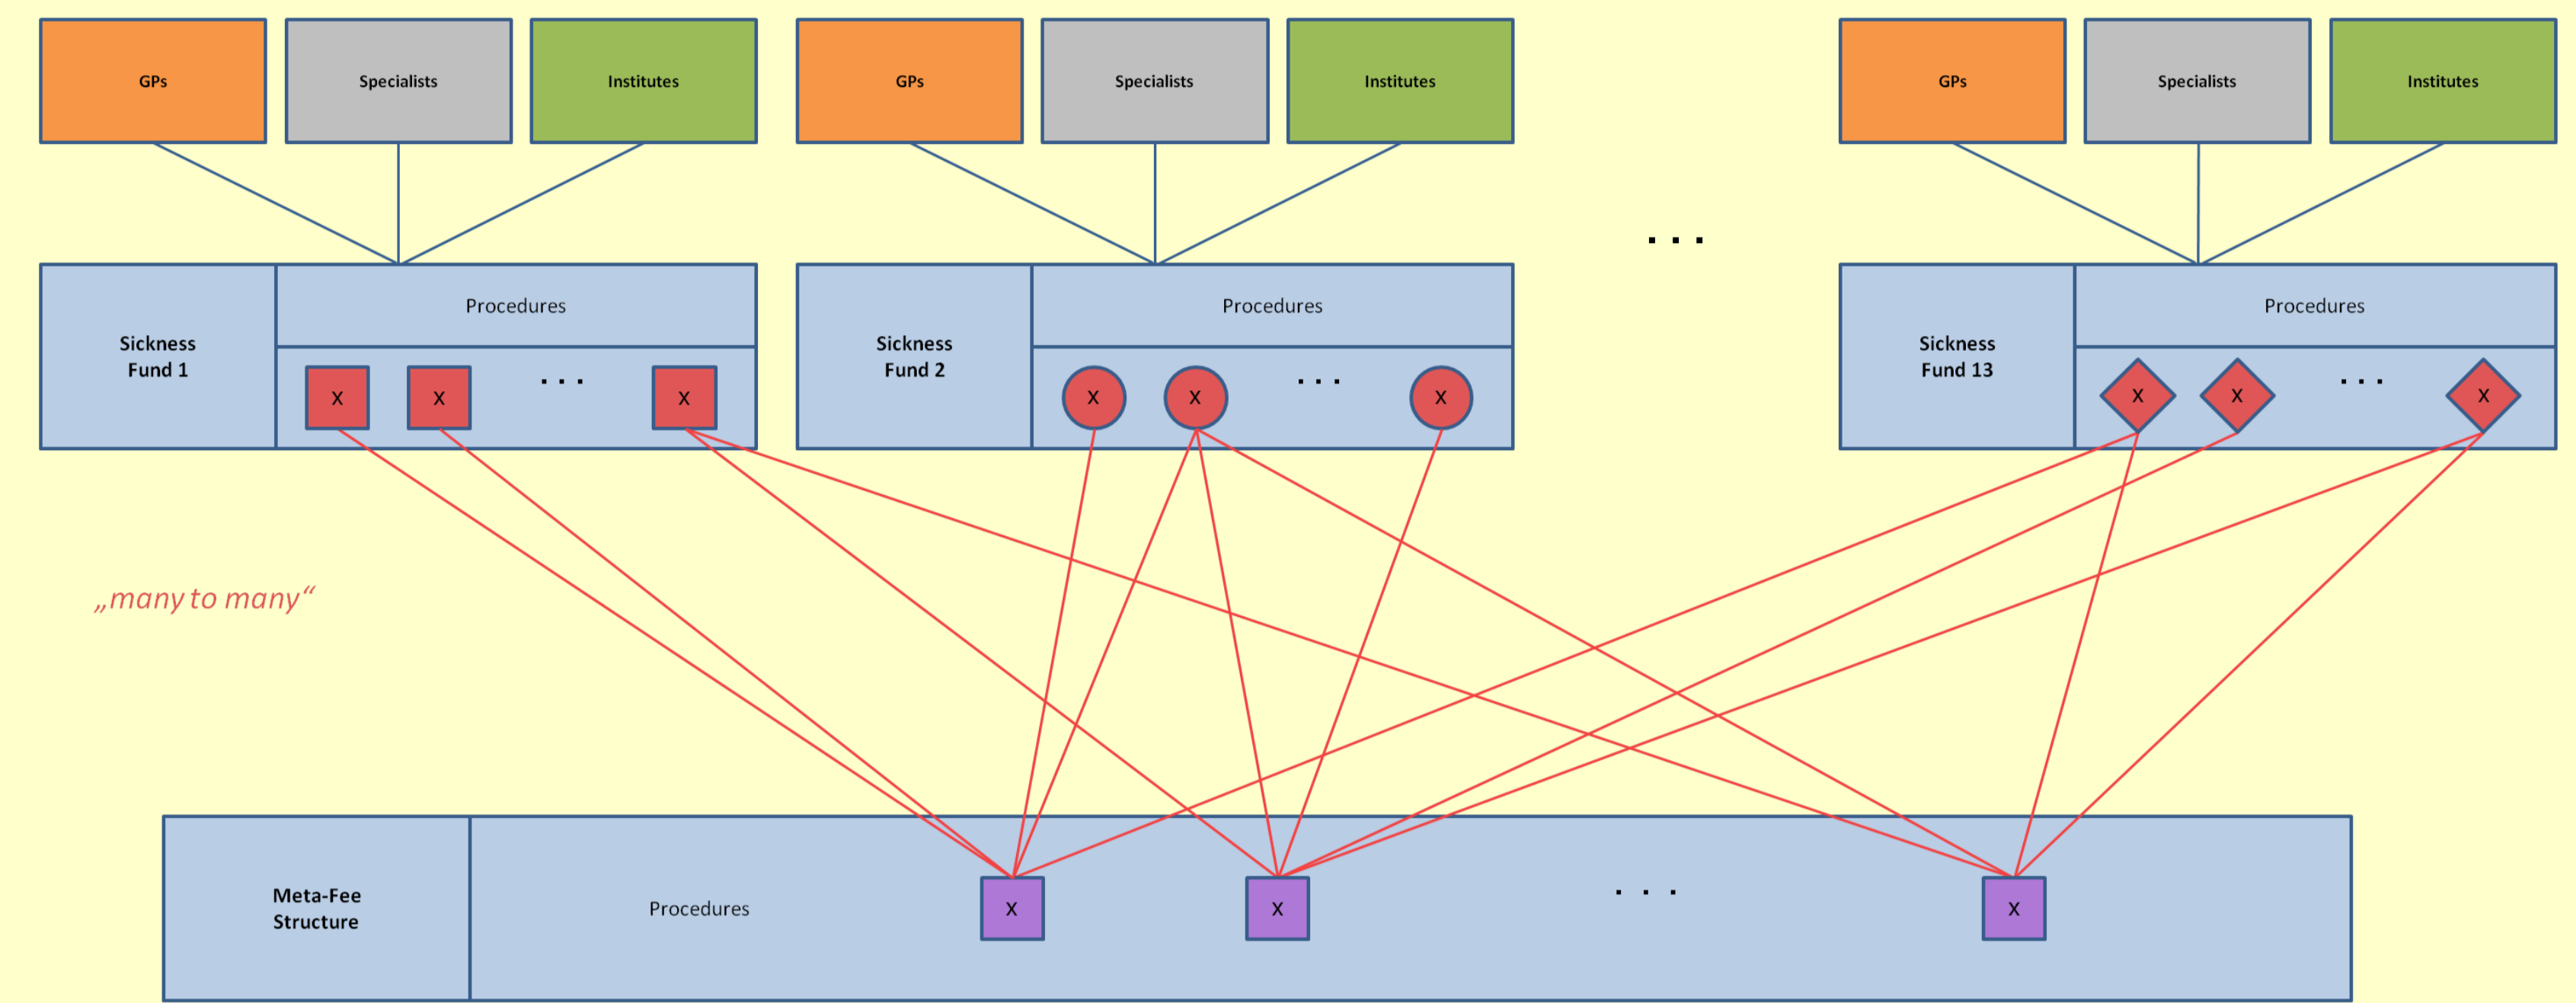 GPs
Specialists
Institutes
GPs
Specialists
Institutes
GPs
Specialists
Institutes
. . .
Sickness
Fund 1
Procedures
X
X
. . .
X
Sickness
Fund 2
Procedures
X
X
. . .
X
Sickness
Fund 13
Procedures
X
X
. . .
X
„many to many“
Meta-Fee
Structure
Procedures
X
X
. . .
X